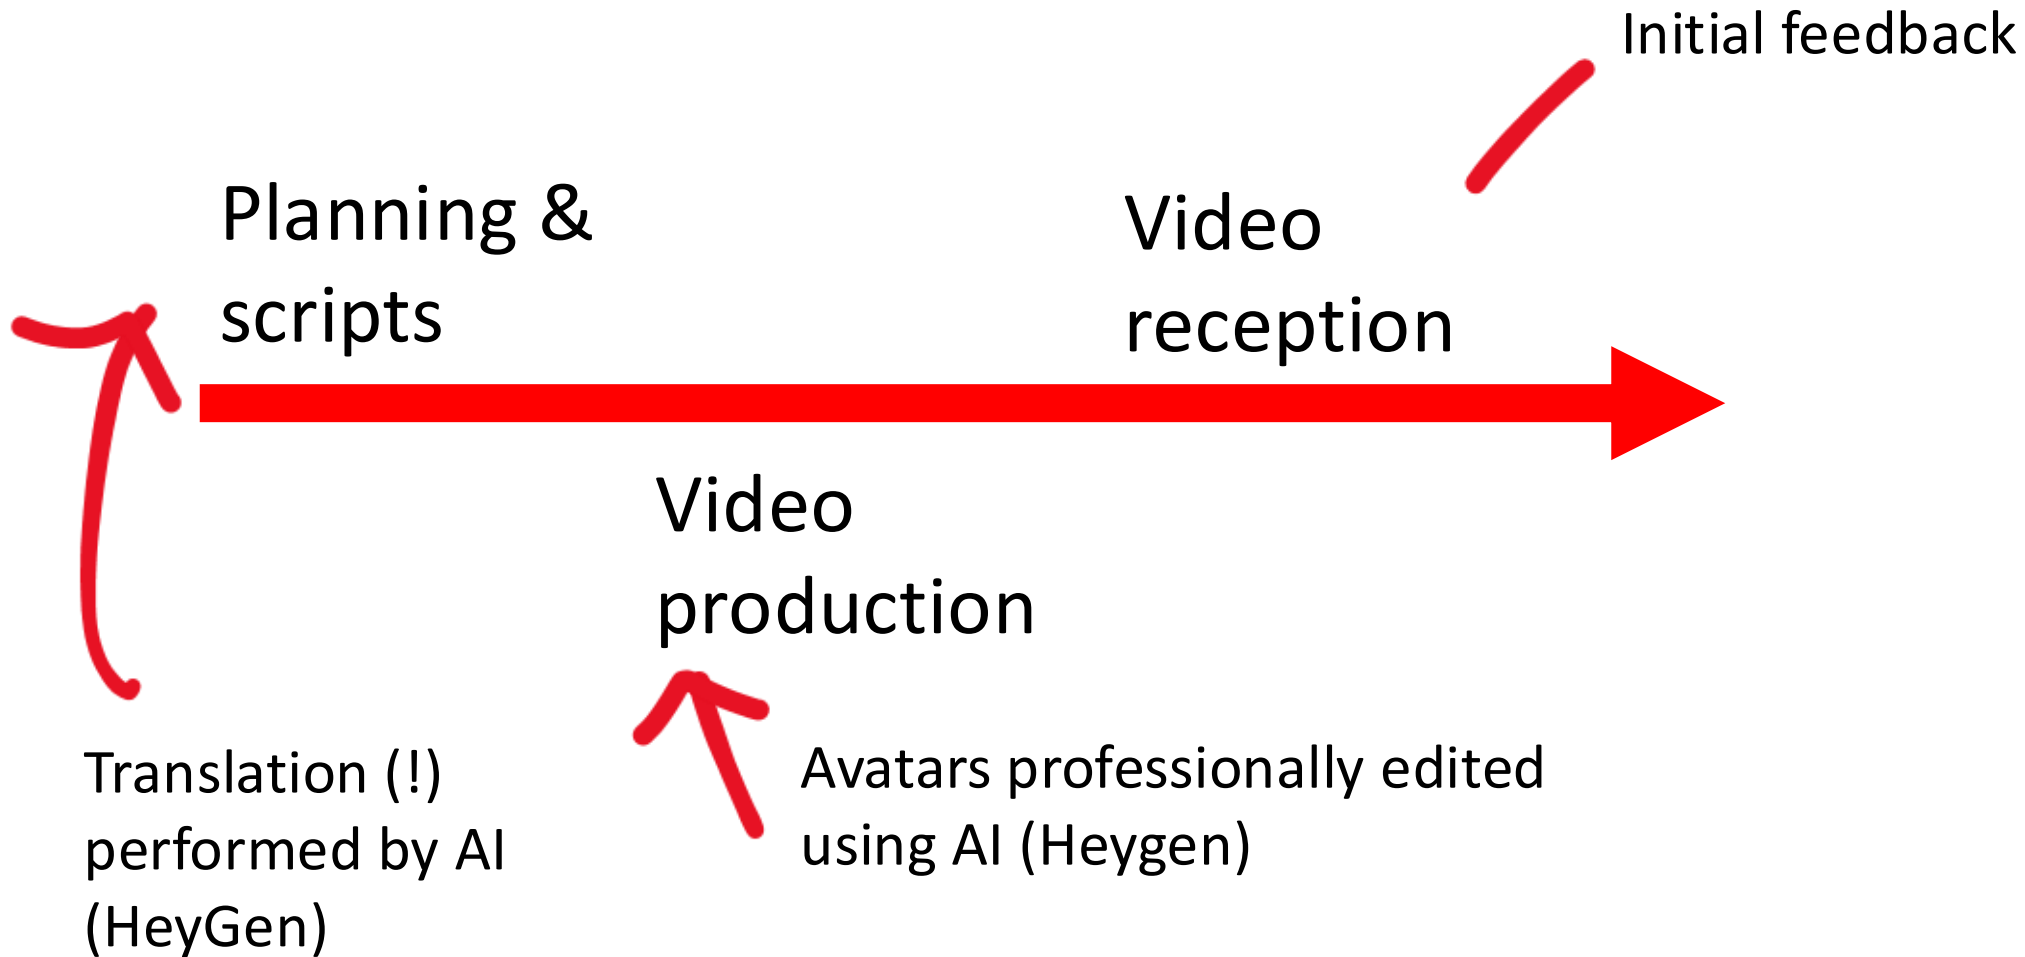 Initial feedback
Planning &
scripts
Video
reception
Video
production
Translation (!)
performed by AI
(HeyGen)
Avatars professionally edited
using AI (Heygen)